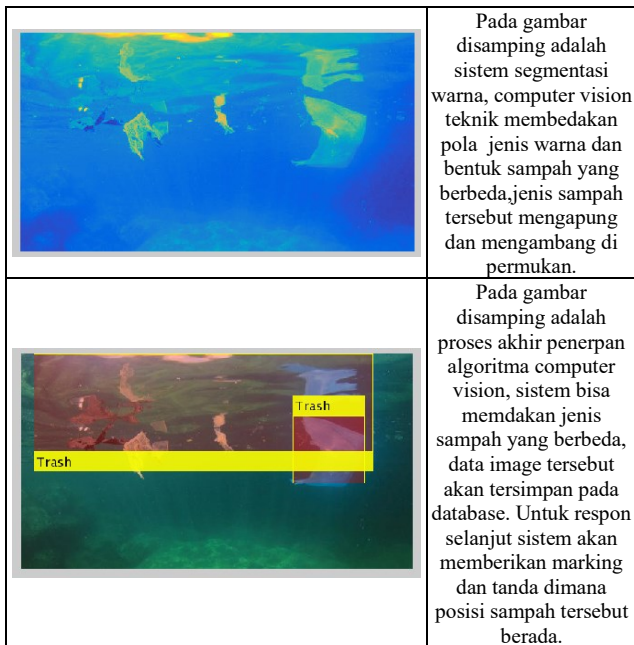 Pada gambar
disamping adalah
sistem segmentasi
warna, computer vision
teknik membedakan
pola jenis warna dan
bentuk sampah yang
berbeda,jenis sampah
tersebut mengapung
dan mengambang di
permukan.
Trash
Trash
Pada gambar
disamping adalah
proses akhir penerpan
algoritma computer
vision, sistem bisa
memdakan jenis
sampah yang berbeda,
data image tersebut
akan tersimpan pada
database. Untuk respon
selanjut sistem akan
memberikan marking
dan tanda dimana
posisi sampah tersebut
berada.